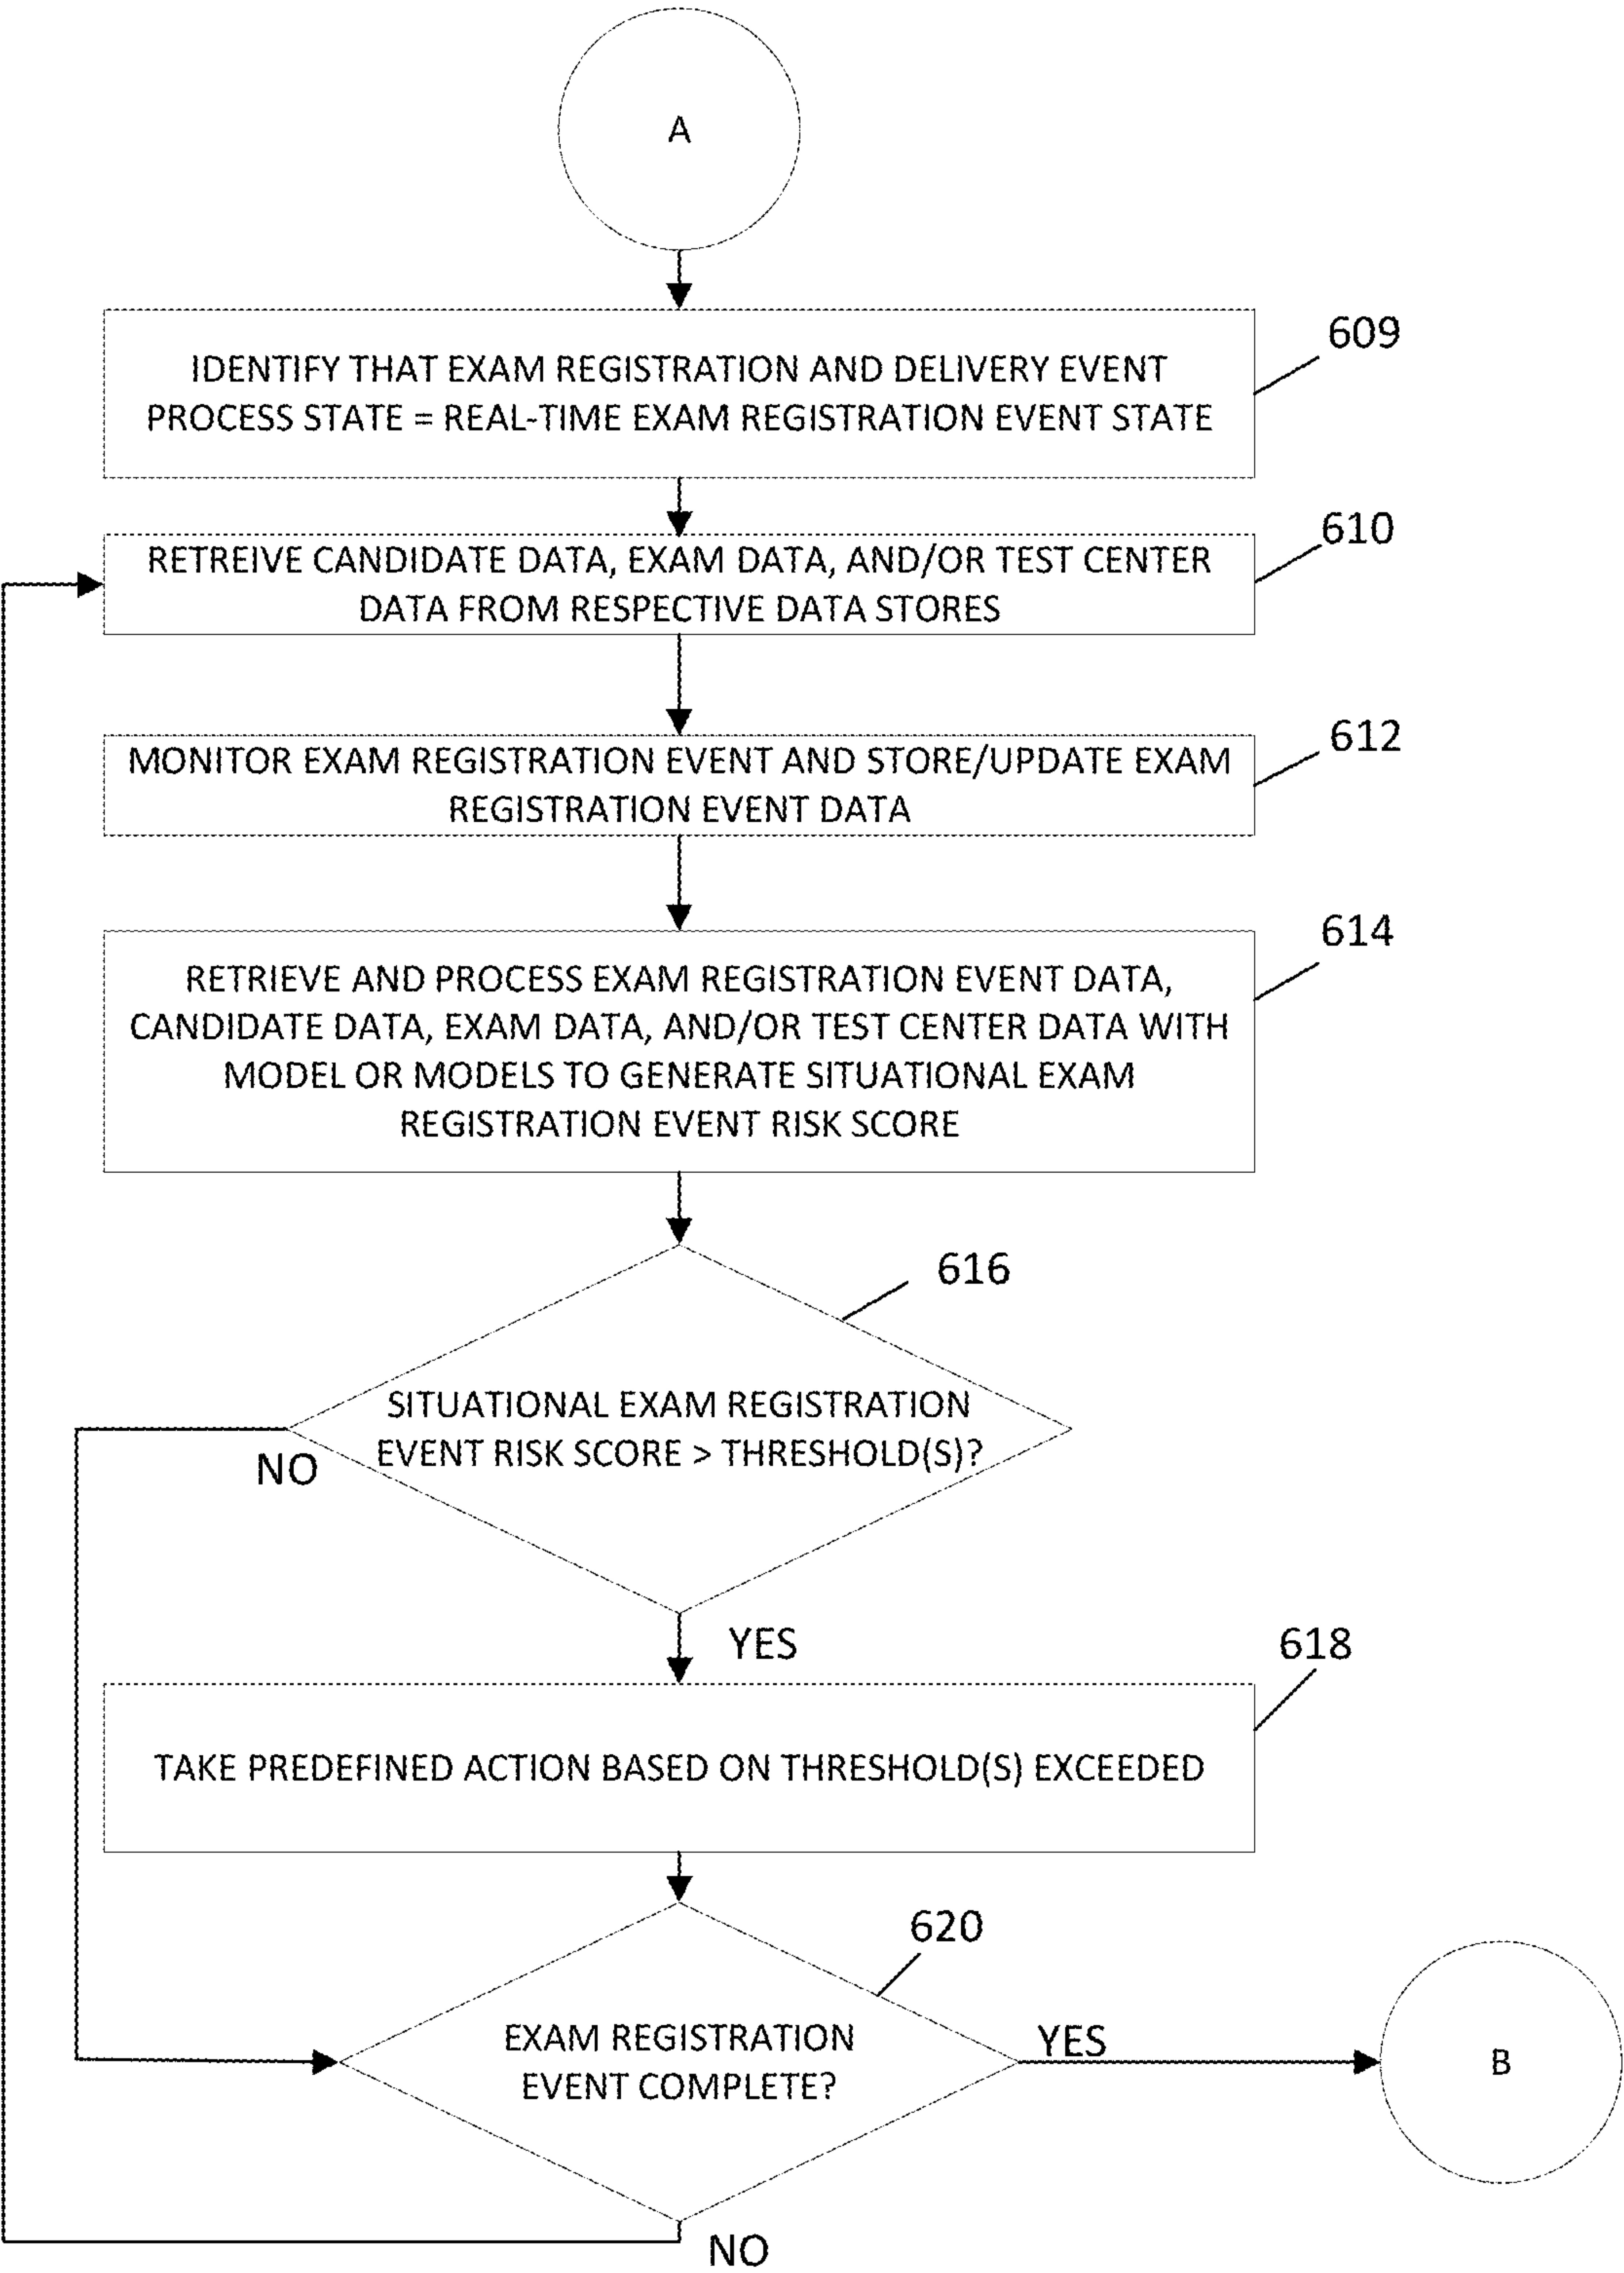 A
609
IDENTIFY THAT EXAM REGISTRATION AND DELIVERY EVENT
PROCESS STATE = REAL-TIME EXAM REGISTRATION EVENT STATE
610
RETREIVE CANDIDATE DATA, EXAM DATA, AND/OR TEST CENTER
DATA FROM RESPECTIVE DATA STORES
612
MONITOR EXAM REGISTRATION EVENT AND STORE/UPDATE EXAM
REGISTRATION EVENT DATA
614
RETRIEVE AND PROCESS EXAM REGISTRATION EVENT DATA,
CANDIDATE DATA, EXAM DATA, AND/OR TEST CENTER DATA WITH
MODEL OR MODELS TO GENERATE SITUATIONAL EXAM
REGISTRATION EVENT RISK SCORE
616
SITUATIONAL EXAM REGISTRATION
EVENT RISK SCORE > THRESHOLD(S)?
NO
YES
618
TAKE PREDEFINED ACTION BASED ON THRESHOLD(S) EXCEEDED
620
EXAM REGISTRATION
EVENT COMPLETE?
YES
B
NO